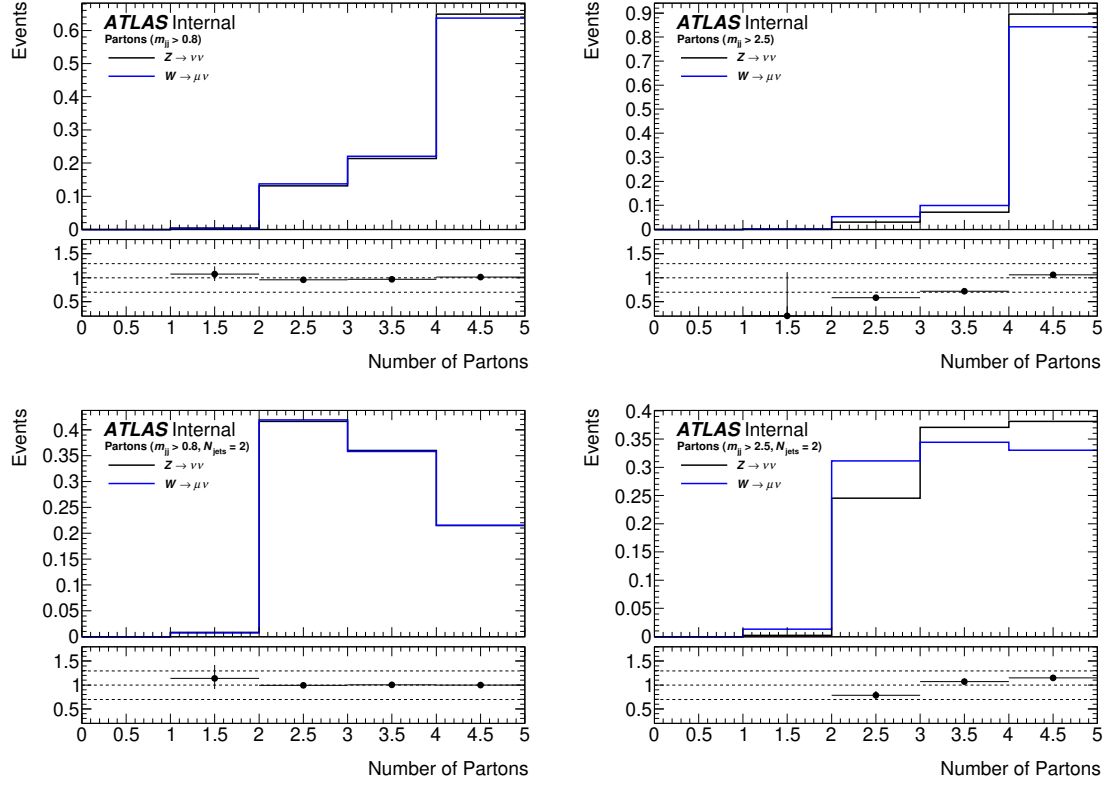 Events
ATLAS Internal
Partons (mjj > 0.8)
Z → νν
W → μν
0.6
0.5
0.4
0.3
0.2
0.1
0
1.5
1
0.5
0 0.5 1 1.5 2 2.5 3 3.5 4 4.5 5
Number of Partons
Events
ATLAS Internal
Partons (mjj > 2.5)
Z → νν
W → μν
0.9
0.8
0.7
0.6
0.5
0.4
0.3
0.2
0.1
0
1.5
1
0.5
0 0.5 1 1.5 2 2.5 3 3.5 4 4.5 5
Number of Partons
Events
ATLAS Internal
Partons (mjj > 0.8, Njets = 2)
Z → νν
W → μν
0.4
0.35
0.3
0.25
0.2
0.15
0.1
0.05
0
1.5
1
0.5
0 0.5 1 1.5 2 2.5 3 3.5 4 4.5 5
Number of Partons
Events
ATLAS Internal
Partons (mjj > 2.5, Njets = 2)
Z → νν
W → μν
0.4
0.35
0.3
0.25
0.2
0.15
0.1
0.05
0
1.5
1
0.5
0 0.5 1 1.5 2 2.5 3 3.5 4 4.5 5
Number of Partons